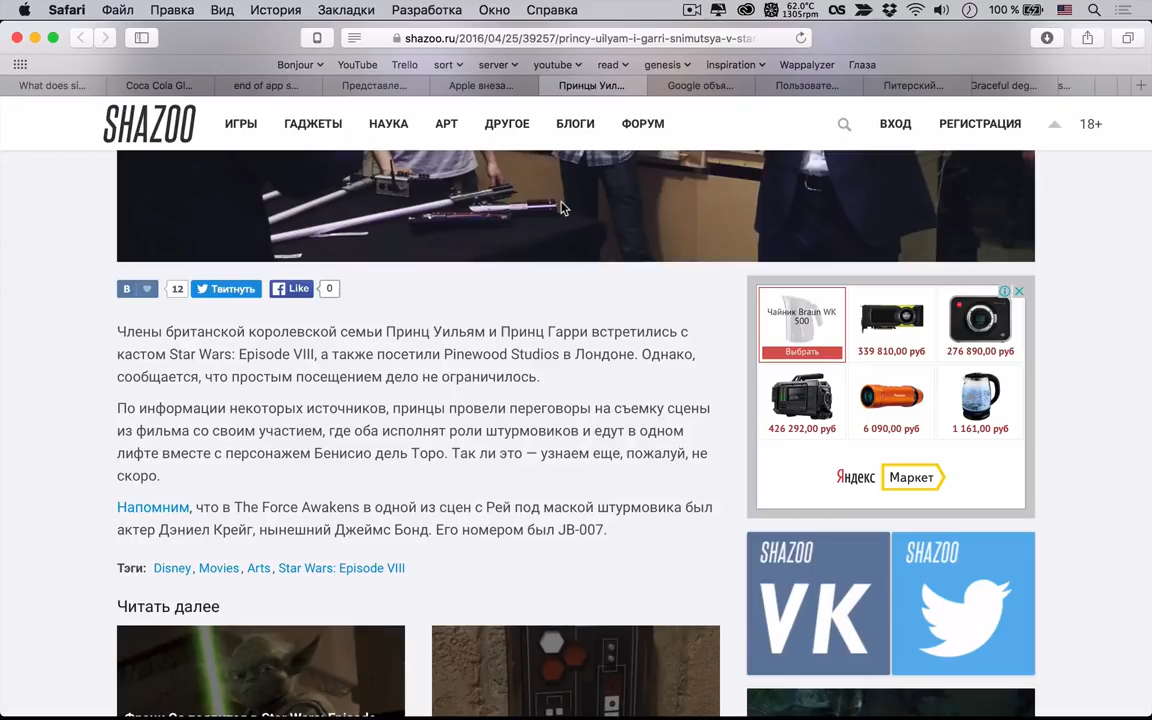 Safari Файл Правка Вид История Закладки Разработка Окно Справка
62.0°C
1305rpm
100 %
shazoo.ru/2016/04/25/39257/princy-uilyam-i-garri-snimutsya-v-star
Bonjour YouTube Trello sort server youtube read genesis inspiration Wappalyzer Глаза
What does si... Coca Cola Gl... end of app s... Представле... Apple внеза... Принцы Уил... Google объя... Пользовате... Питерский... Graceful deg... s...
SHAZOO ИГРЫ ГАДЖЕТЫ НАУКА АРТ ДРУГОЕ БЛОГИ ФОРУМ ВХОД РЕГИСТРАЦИЯ 18+
В 12 Твитнуть Like 0
Члены британской королевской семьи Принц Уильям и Принц Гарри встретились с
кастом Star Wars: Episode VIII, а также посетили Pinewood Studios в Лондоне. Однако,
сообщается, что простым посещением дело не ограничилось.
По информации некоторых источников, принцы провели переговоры на съемку сцены
из фильма со своим участием, где оба исполнят роли штурмовиков и едут в одном
лифте вместе с персонажем Бенисио дель Торо. Так ли это — узнаем еще, пожалуй, не
скоро.
Напомним, что в The Force Awakens в одной из сцен с Рей под маской штурмовика был
актер Дэниел Крейг, нынешний Джеймс Бонд. Его номером был JB-007.
Тэги: Disney, Movies, Arts, Star Wars: Episode VIII
Читать далее
Чайник Braun WK
500
Выбрать
339 810,00 руб
276 890,00 руб
426 292,00 руб
6 090,00 руб
1 161,00 руб
Яндекс Маркет
SHAZOO
VK
SHAZOO